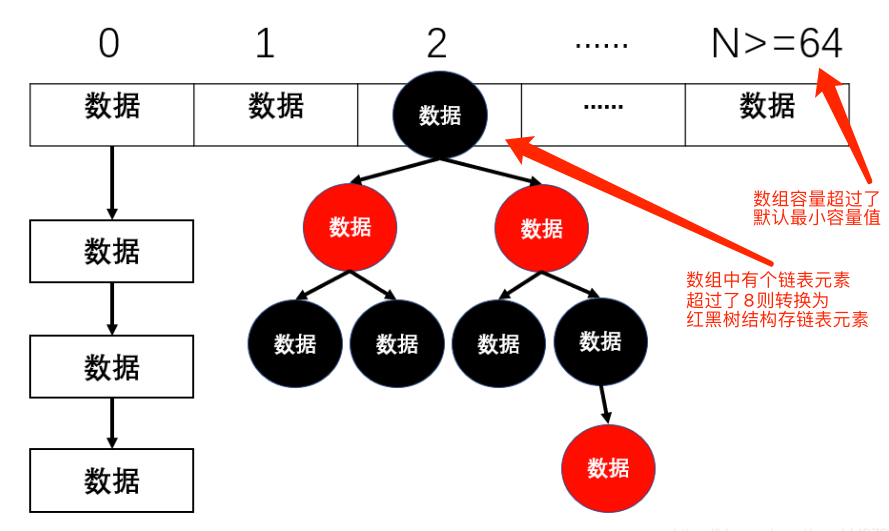 0 1 2 ...... N>=64
数据 数据 数据 ...... 数据
数组容量超过了
默认最小容量值
数据 数据
数据
数组中有个链表元素
超过了8则转换为
红黑树结构存链表元素
数据 数据 数据 数据
数据
数据
数据